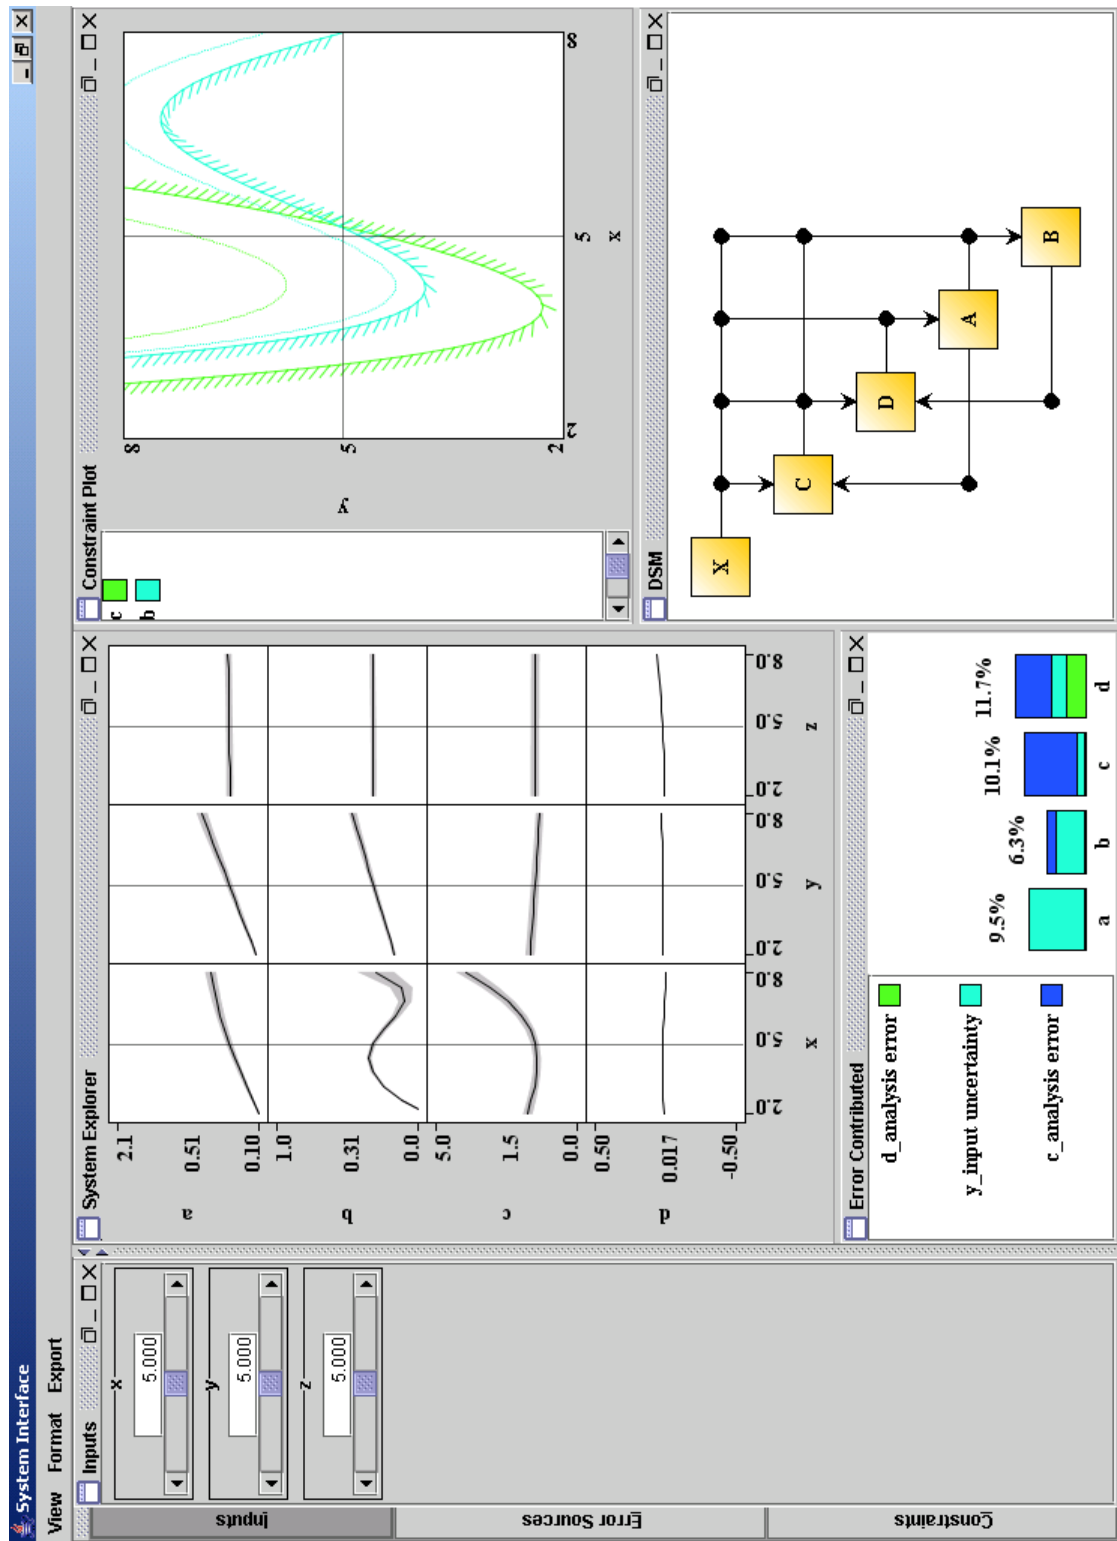 System Interface
View Format Export
Inputs
Inputs
Error Sources
Constraints
x
5.000
y
5.000
z
5.000
System Explorer
a
2.1
0.51
0.10
b
1.0
0.31
0.0
c
5.0
1.5
0.0
d
0.50
0.017
-0.50
2.0 5.0 8.0 2.0 5.0 8.0 2.0 5.0 8.0
x y z
Constraint Plot
c
b
y
8
5
2
2 5 8
x
Error Contributed
d_analysis error
y_input uncertainty
c_analysis error
9.5% 6.3% 10.1% 11.7%
a b c d
DSM
X
C
D
A
B